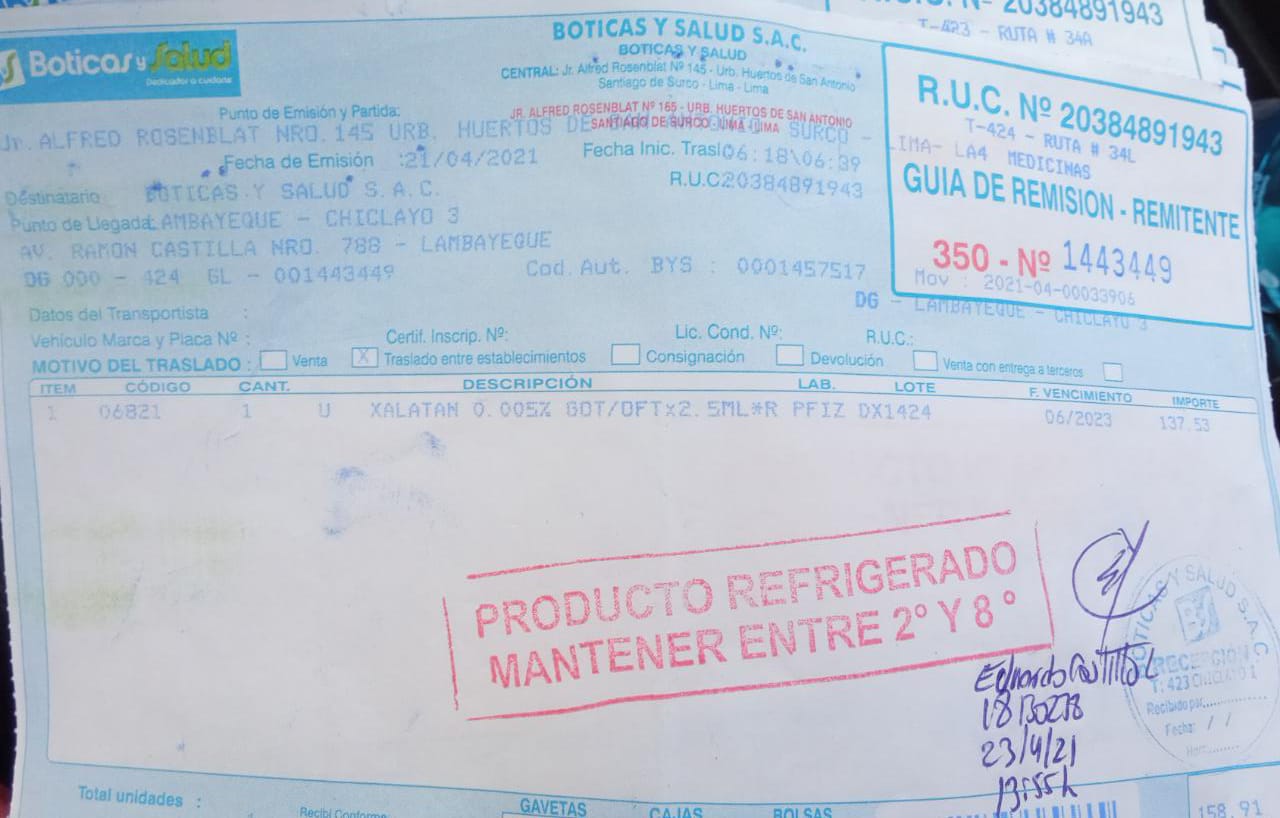 Nº 20384891943
T-423 - RUTA # 34A
Boticas y Salud
Dedicados a cuidarte
BOTICAS Y SALUD S.A.C.
BOTICAS Y SALUD
CENTRAL: Jr. Alfred Rosenblat Nº 145 - Urb. Huertos de San Antonio
Santiago de Surco - Lima - Lima
JR. ALFRED ROSENBLAT Nº 165 - URB. HUERTOS DE SAN ANTONIO
SANTIAGO DE SURCO - LIMA - LIMA
R.U.C. Nº 20384891943
T-424 - RUTA # 34L
LIMA- LA4 MEDICINAS
GUIA DE REMISION - REMITENTE
350 - Nº 1443449
Mov : 2021-04-00033906
Punto de Emisión y Partida:
Jr. ALFRED ROSENBLAT NRO. 145 URB. HUERTOS DE SURCO -
Fecha de Emisión :21/04/2021 Fecha Inic. Trasl 06:18\06:39
Destinatario BOTICAS Y SALUD S.A.C. R.U.C 20384891943
Punto de Llegada: LAMBAYEQUE - CHICLAYO 3
AV. RAMON CASTILLA NRO. 788 - LAMBAYEQUE
DG 000 - 424 GL - 001443449 Cod. Aut. BYS : 0001457517
DG - LAMBAYEQUE - CHICLAYO 3
Datos del Transportista :
Vehículo Marca y Placa Nº : Certif. Inscrip. Nº: Lic. Cond. Nº: R.U.C.:
MOTIVO DEL TRASLADO : Venta X Traslado entre establecimientos Consignación Devolución Venta con entrega a terceros
ITEM CÓDIGO CANT. DESCRIPCIÓN LAB. LOTE F. VENCIMIENTO IMPORTE
1 06821 1 U XALATAN 0.005% GOT/OFTx2.5ML*R PFIZ DX1424 06/2023 137.53
PRODUCTO REFRIGERADO
MANTENER ENTRE 2° Y 8°
BOTICAS Y SALUD S.A.C
RECEPCIÓN
T: 423 CHICLAYO 1
Recibido por
Fecha: / /
Eduardo Castillo L
23/4/21
13:55h
Total unidades :
Recibí Conforme
GAVETAS CAJAS BOLSAS
158.91